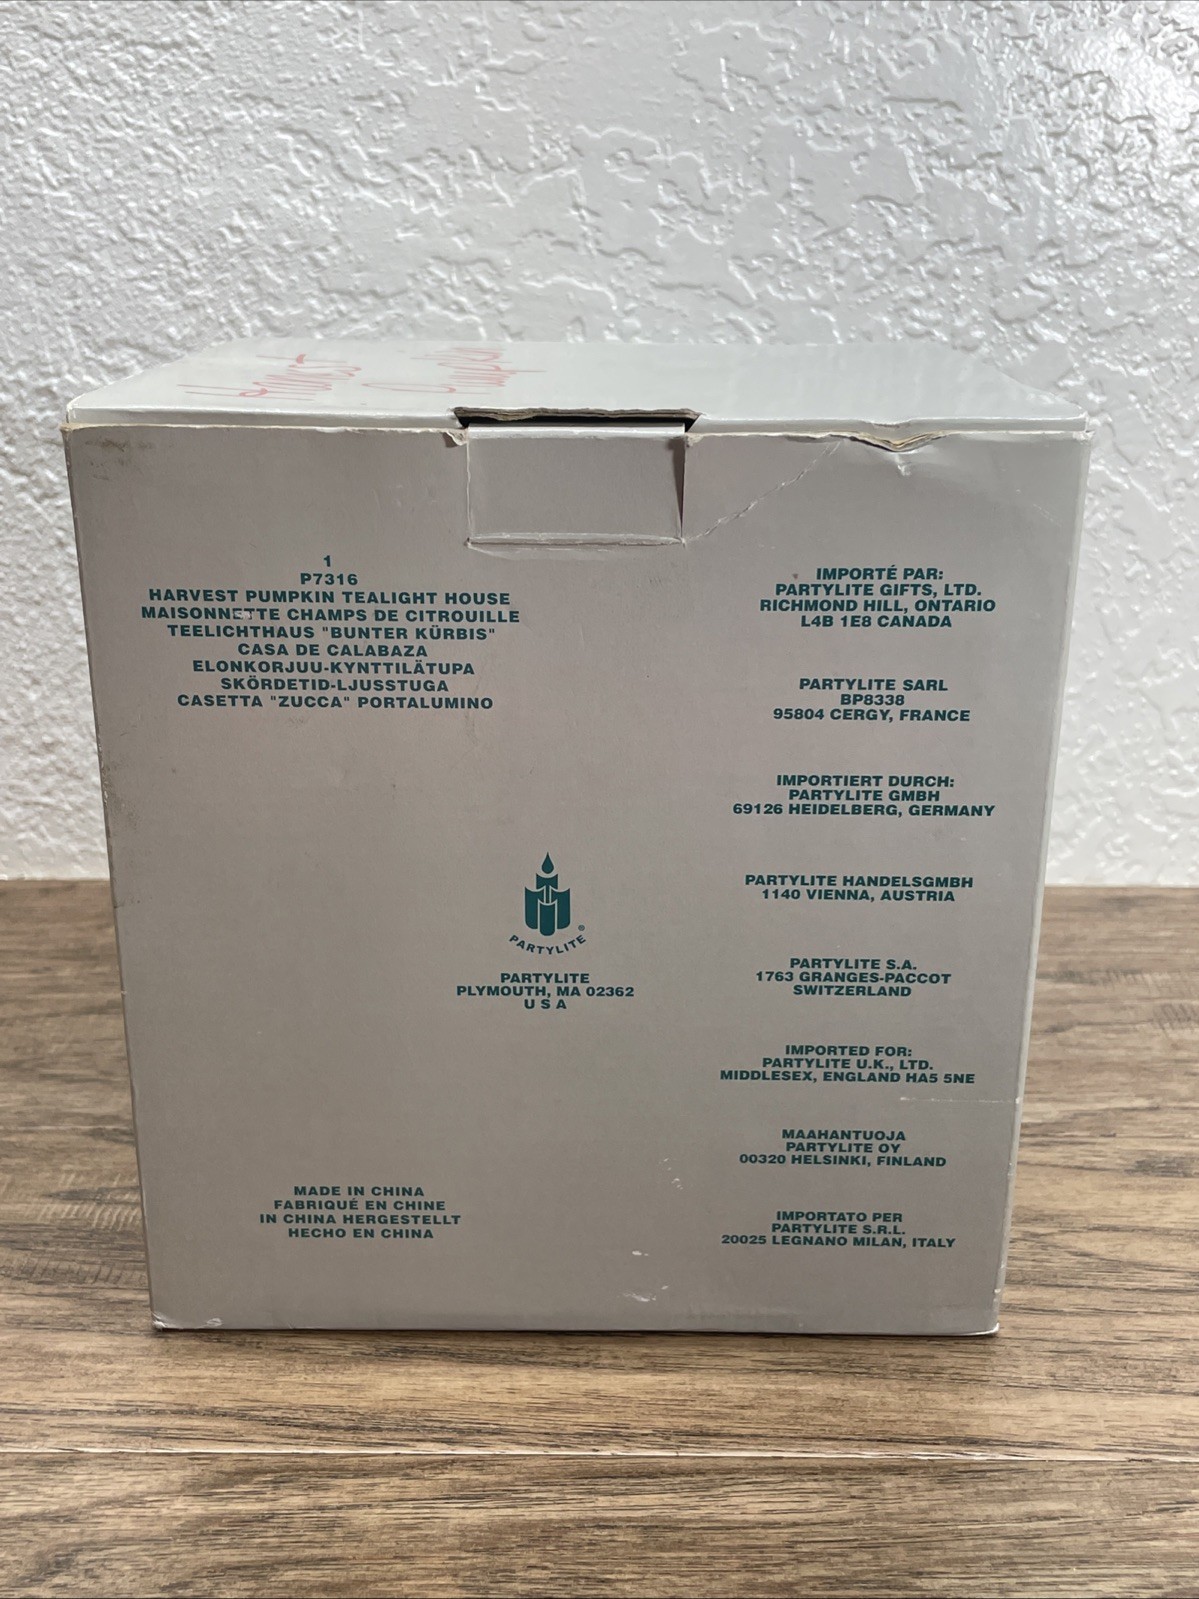 Harvest
Pumpkin
1
P7316
HARVEST PUMPKIN TEALIGHT HOUSE
MAISONNETTE CHAMPS DE CITROUILLE
TEELICHTHAUS "BUNTER KÜRBIS"
CASA DE CALABAZA
ELONKORJUU-KYNTTILÄTUPA
SKÖRDETID-LJUSSTUGA
CASETTA "ZUCCA" PORTALUMINO
PARTYLITE ®
PARTYLITE
PLYMOUTH, MA 02362
U S A
MADE IN CHINA
FABRIQUÉ EN CHINE
IN CHINA HERGESTELLT
HECHO EN CHINA
IMPORTÉ PAR:
PARTYLITE GIFTS, LTD.
RICHMOND HILL, ONTARIO
L4B 1E8 CANADA
PARTYLITE SARL
BP8338
95804 CERGY, FRANCE
IMPORTIERT DURCH:
PARTYLITE GMBH
69126 HEIDELBERG, GERMANY
PARTYLITE HANDELSGMBH
1140 VIENNA, AUSTRIA
PARTYLITE S.A.
1763 GRANGES-PACCOT
SWITZERLAND
IMPORTED FOR:
PARTYLITE U.K., LTD.
MIDDLESEX, ENGLAND HA5 5NE
MAAHANTUOJA
PARTYLITE OY
00320 HELSINKI, FINLAND
IMPORTATO PER
PARTYLITE S.R.L.
20025 LEGNANO MILAN, ITALY